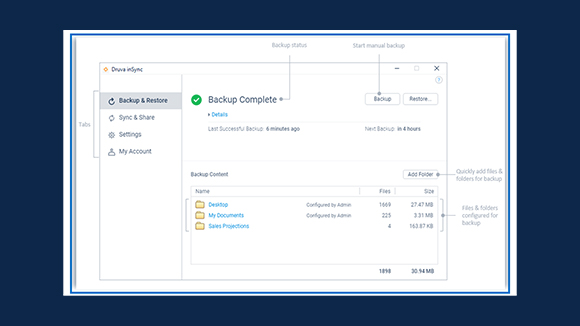 Backup status
Start manual backup
Druva inSync
Backup & Restore
Sync & Share
Settings
My Account
Tabs
Backup Complete
Details
Last Successful Backup: 6 minutes ago
Next Backup: in 4 hours
Backup
Restore...
?
Backup Content
Add Folder
Quickly add files &
folders for backup
Name Files Size
Desktop Configured by Admin 1669 27.47 MB
My Documents Configured by Admin 225 3.31 MB
Sales Projections 4 163.87 KB
Files & folders
configured for
backup
1898 30.94 MB